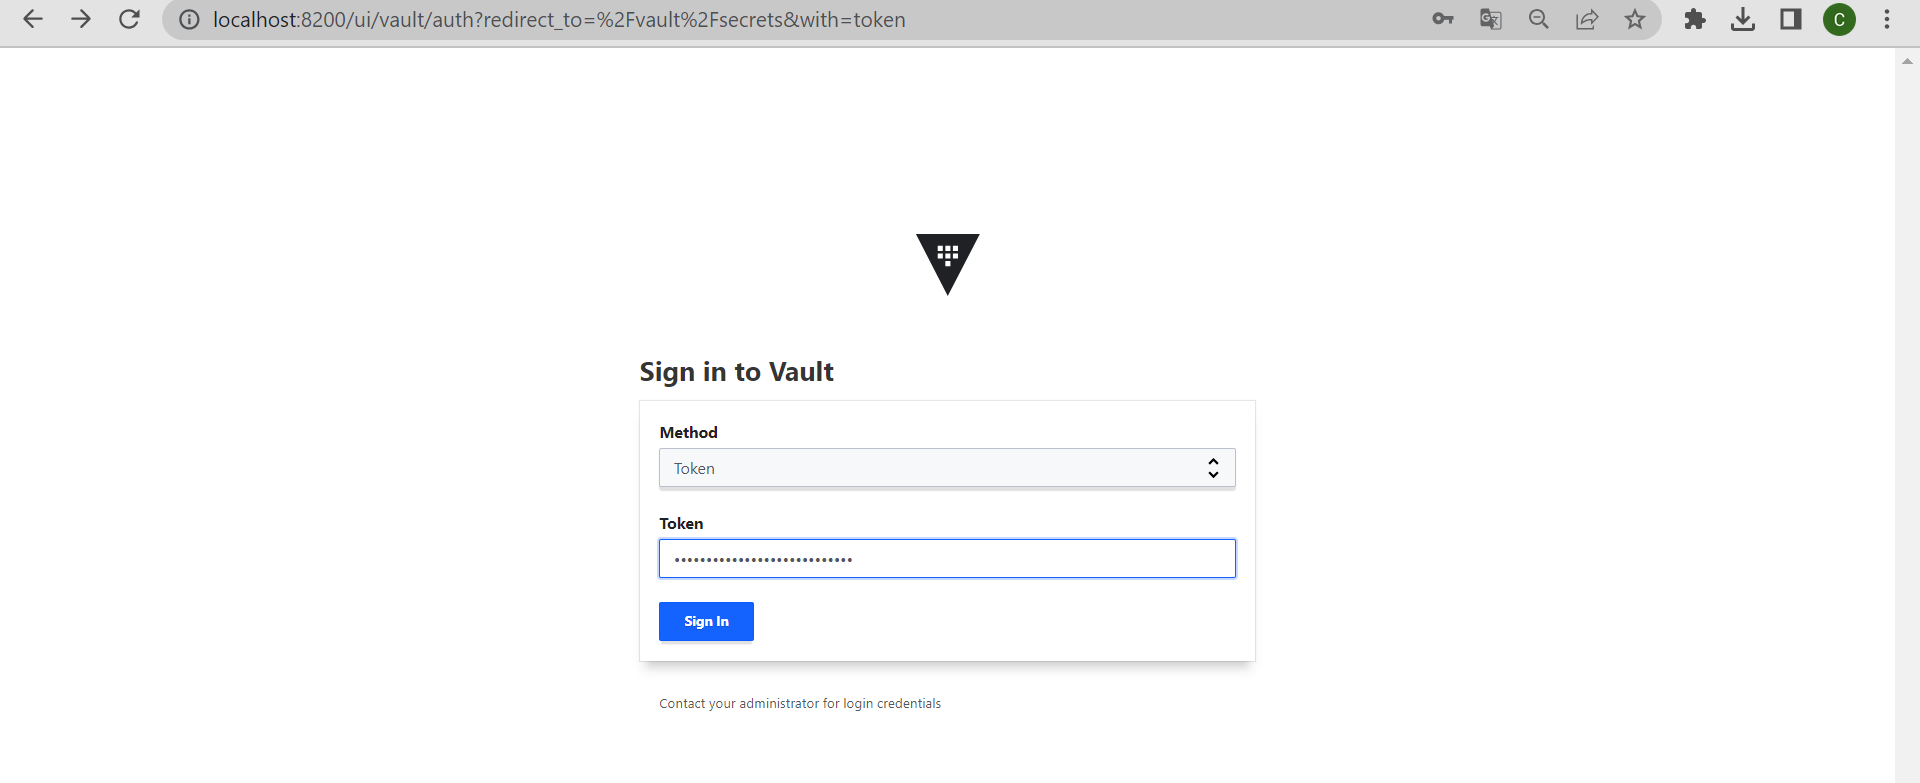 localhost:8200/ui/vault/auth?redirect_to=%2Fvault%2Fsecrets&with=token
C
Sign in to Vault
Method
Token
Token
••••••••••••••••••••••••••••
Sign In
Contact your administrator for login credentials